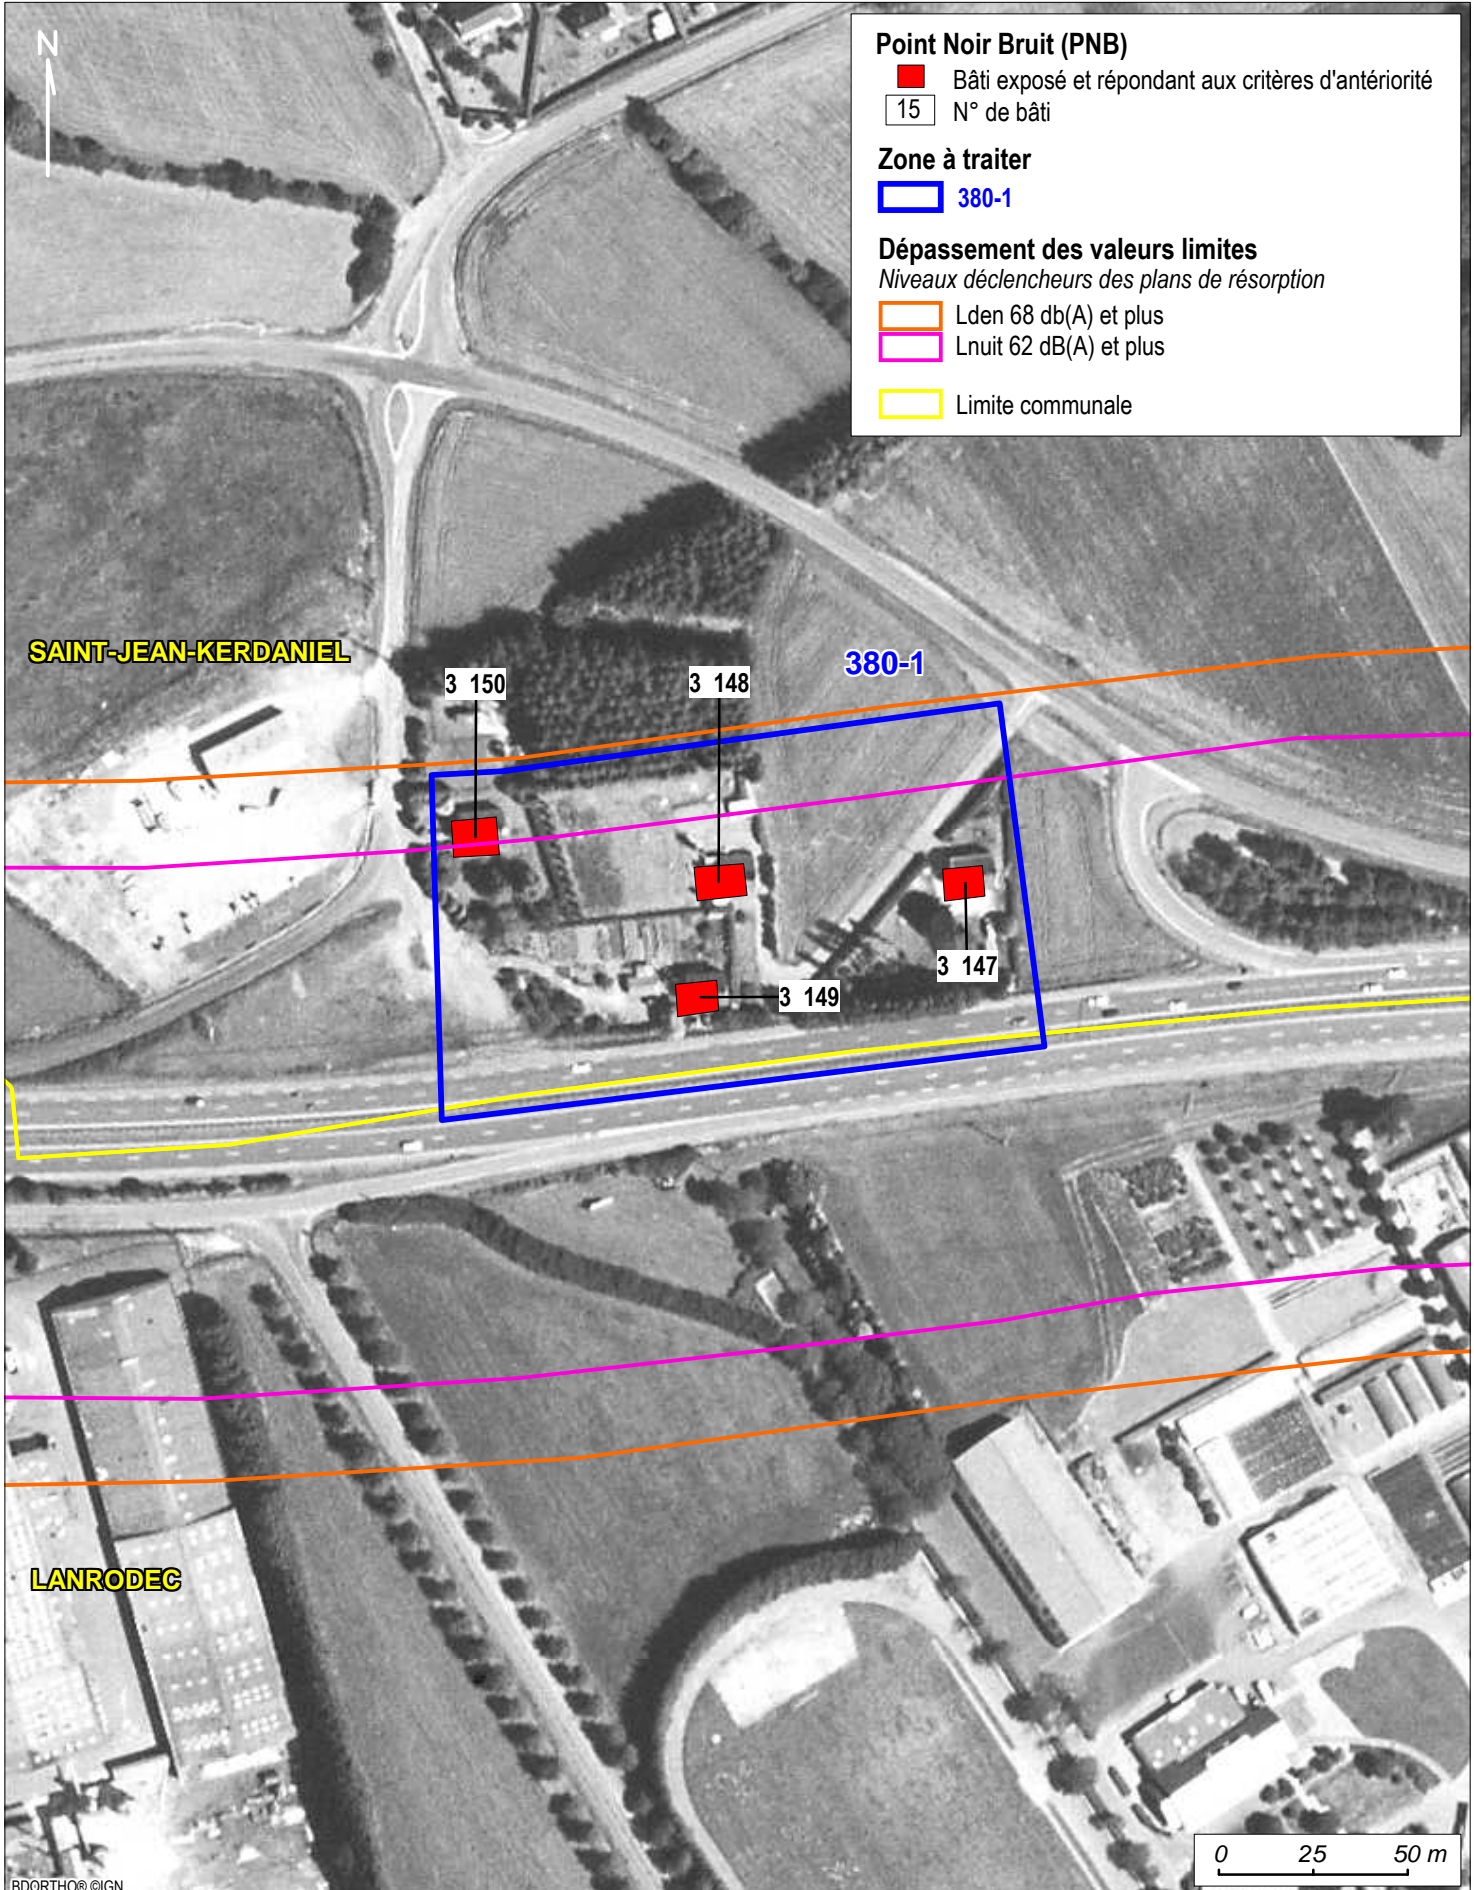 N
Point Noir Bruit (PNB)
Bâti exposé et répondant aux critères d'antériorité
15 N° de bâti
Zone à traiter
380-1
Dépassement des valeurs limites
Niveaux déclencheurs des plans de résorption
Lden 68 db(A) et plus
Lnuit 62 dB(A) et plus
Limite communale
SAINT-JEAN-KERDANIEL
380-1
3 150
3 148
3 147
3 149
LANRODEC
0 25 50 m
BDORTHO® ©IGN